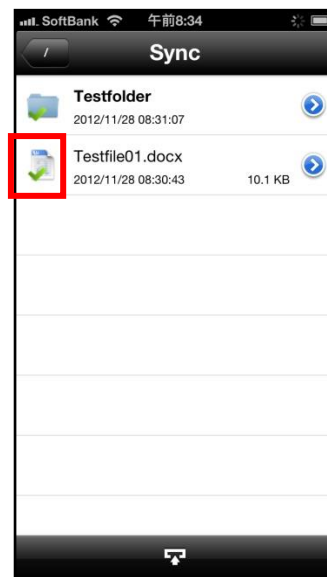 SoftBank 午前8:34
/ Sync
Testfolder
2012/11/28 08:31:07
Testfile01.docx
2012/11/28 08:30:43 10.1 KB